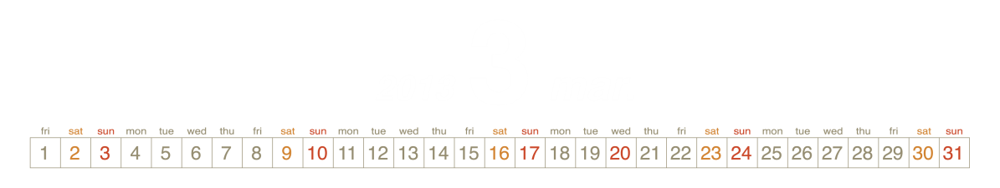 fri sat sun mon tue wed thu fri sat sun mon tue wed thu fri sat sun mon tue wed thu fri sat sun mon tue wed thu fri sat sun
1 2 3 4 5 6 7 8 9 10 11 12 13 14 15 16 17 18 19 20 21 22 23 24 25 26 27 28 29 30 31